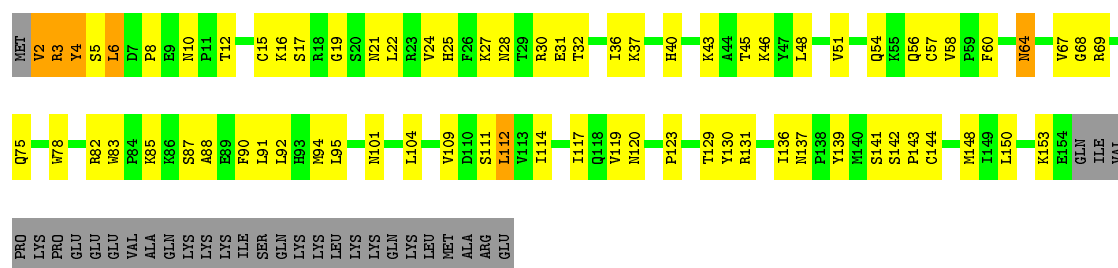 MET V2 R3 Y4 S5 L6 D7 P8 E9 N10 P11 T12 C15 K16 S17 R18 G19 S20 N21 L22 R23 V24 H25 F26 K27 N28 T29 R30 E31 T32 I36 K37 H40 K43 A44 T45 K46 Y47 L48 V51 Q54 K55 Q56 C57 V58 P59 F60 N64 V67 G68 R69
Q75 W78 R82 W83 P84 K85 K86 S87 A88 E89 F90 L91 L92 H93 M94 L95 N101 L104 V109 D110 S111 L112 V113 I114 I117 Q118 V119 N120 P123 T129 Y130 R131 I136 N137 P138 Y139 M140 S141 S142 P143 C144 M148 I149 L150 K153 E154 GLN ILE VAL
PRO LYS PRO GLU GLU GLU VAL ALA GLN LYS LYS LYS ILE SER GLN LYS LYS LEU LYS LYS GLN LYS LEU MET ALA ARG GLU